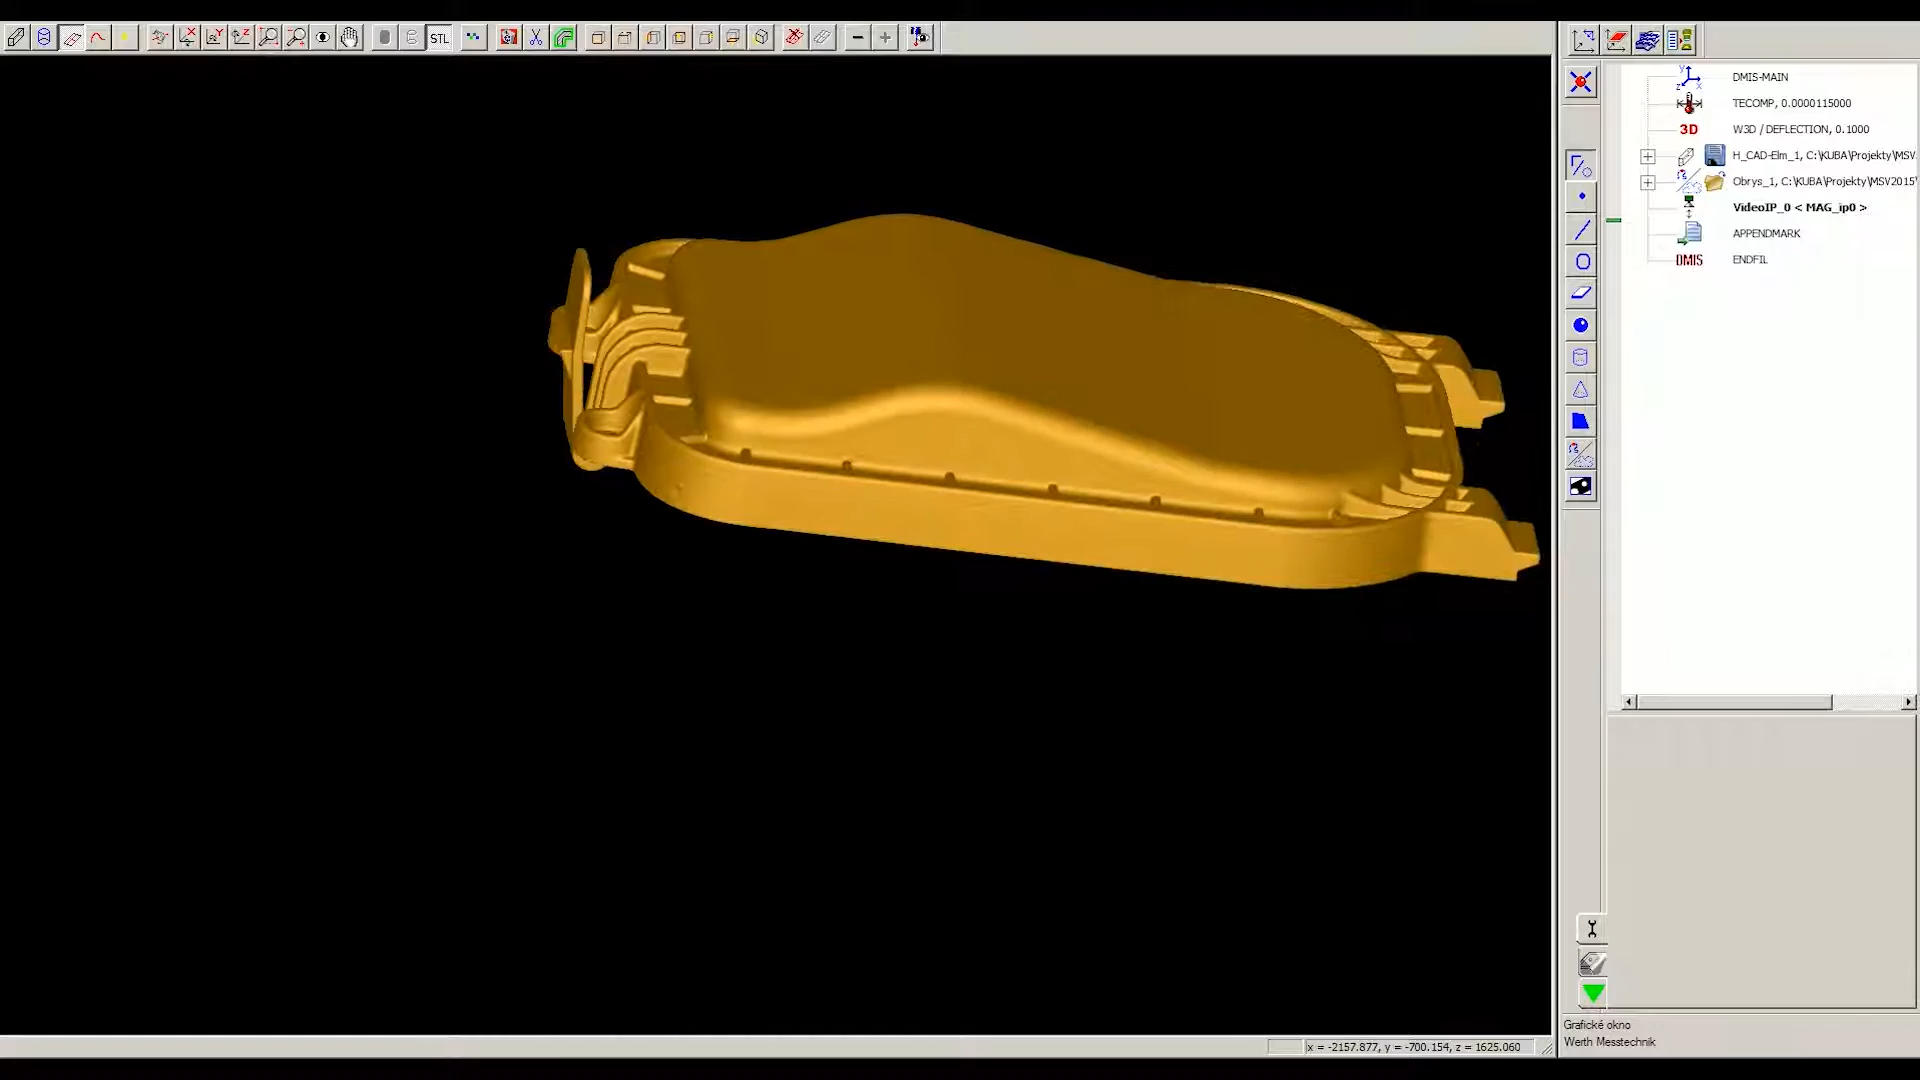 STL
DMIS-MAIN
TECOMP, 0.0000115000
3D W3D / DEFLECTION, 0.1000
H_CAD-Elm_1, C:\KUBA\Projekty\MSV
Obrys_1, C:\KUBA\Projekty\MSV2015\
VideoIP_0 < MAG_ip0 >
APPENDMARK
DMIS ENDFIL
x = -2157.877, y = -700.154, z = 1625.060
Grafické okno
Werth Messtechnik